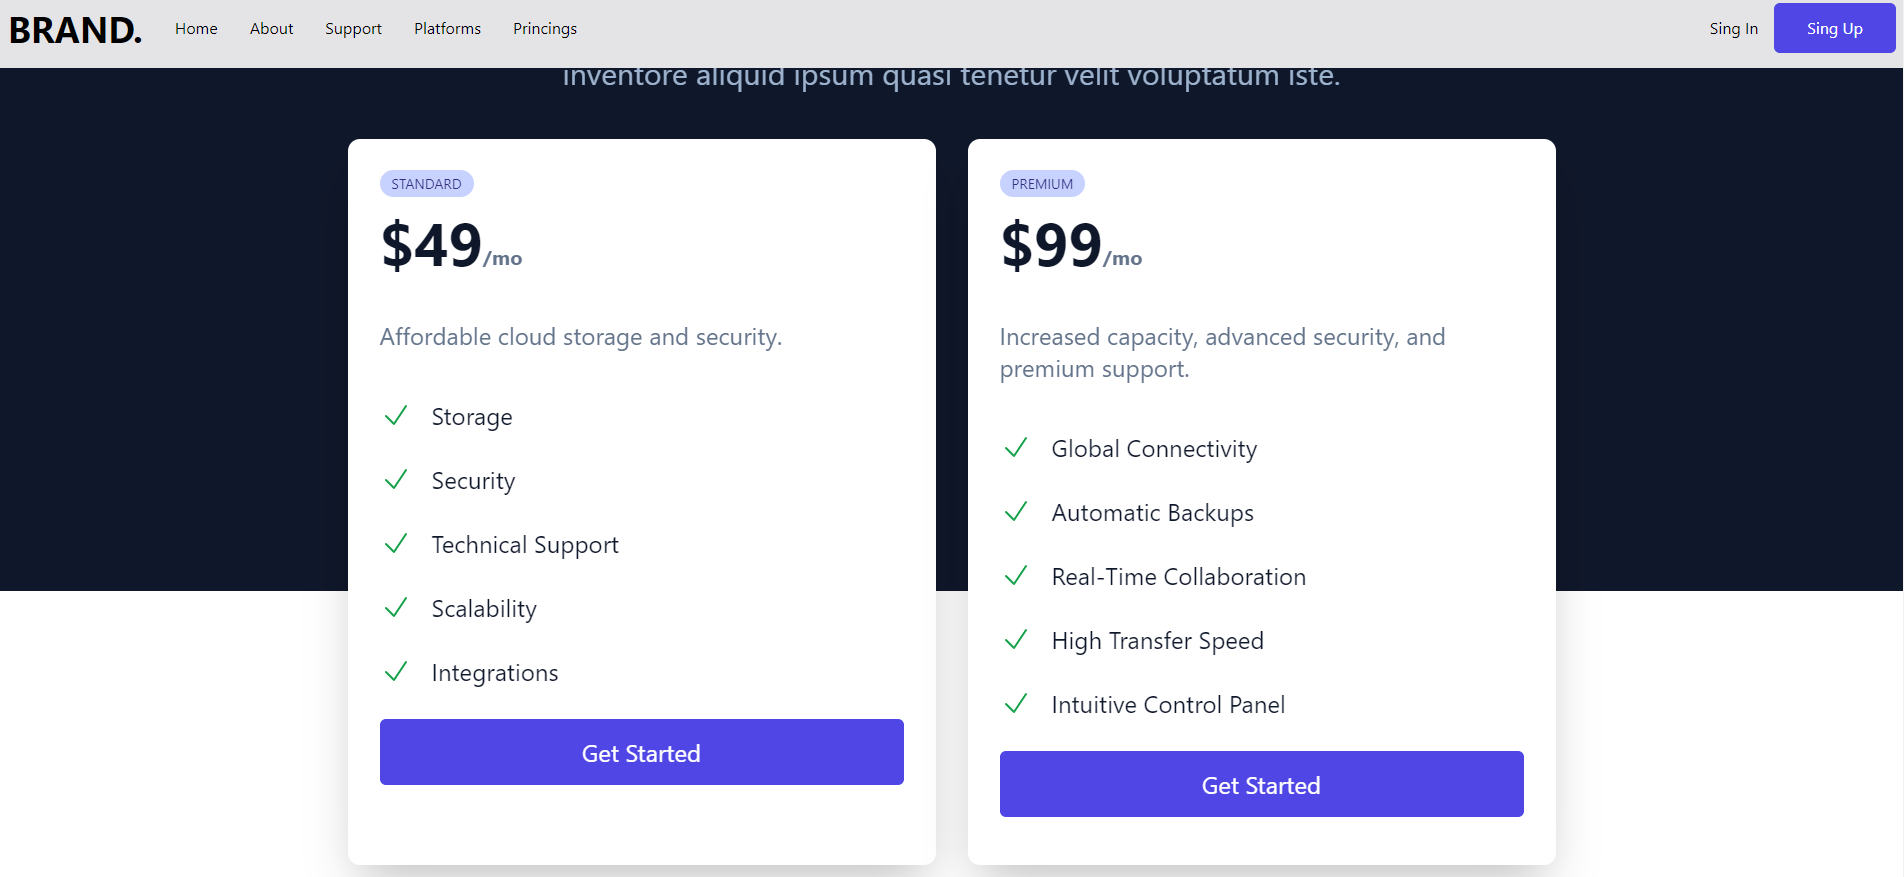 BRAND.
Home
About
Support
Platforms
Princings
Sing In
Sing Up
inventore aliquid ipsum quasi tenetur velit voluptatum iste.
STANDARD
$49/mo
Affordable cloud storage and security.
Storage
Security
Technical Support
Scalability
Integrations
Get Started
PREMIUM
$99/mo
Increased capacity, advanced security, and
premium support.
Global Connectivity
Automatic Backups
Real-Time Collaboration
High Transfer Speed
Intuitive Control Panel
Get Started